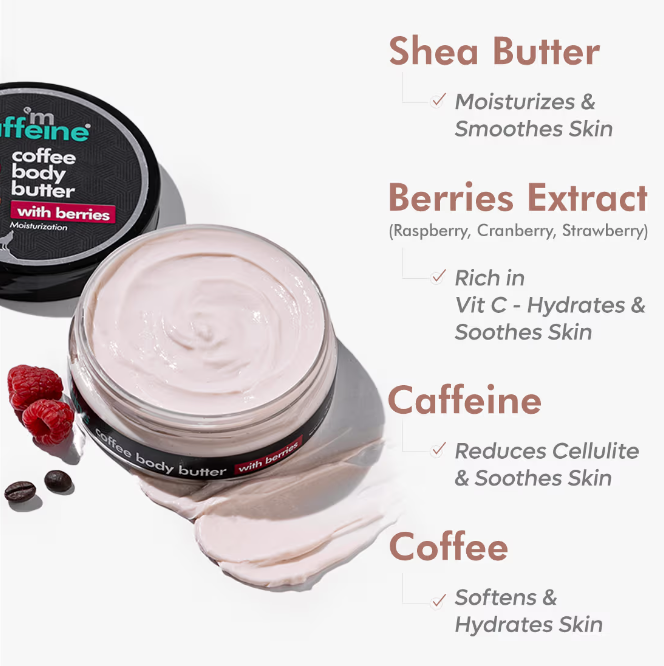 Shea Butter
Moisturizes &
Smoothes Skin
Berries Extract
(Raspberry, Cranberry, Strawberry)
Rich in
Vit C - Hydrates &
Soothes Skin
Caffeine
Reduces Cellulite
& Soothes Skin
Coffee
Softens &
Hydrates Skin
'm
ffeine
coffee
body
butter
with berries
Moisturization
coffee body butter with berries